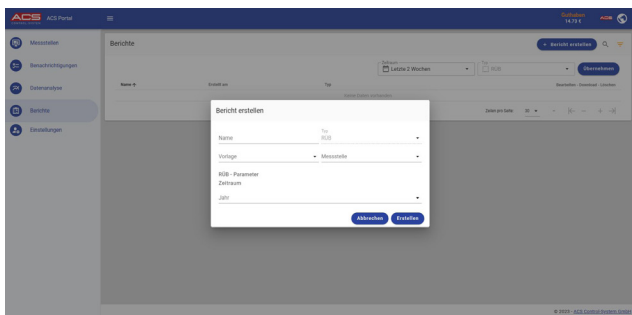 ACS ACS Portal
Guthaben
14.70 €
ACS
Messstellen
Benachrichtigungen
Datenanalyse
Berichte
Einstellungen
Berichte
+ Bericht erstellen
Zeitraum
Letzte 2 Wochen
Typ
RÜB
Übernehmen
Name ↑
Erstellt am
Typ
Bearbeiten
Download
Löschen
Keine Daten vorhanden
Zeilen pro Seite:
Bericht erstellen
Name
Typ
RÜB
Vorlage
Messstelle
RÜB - Parameter
Zeitraum
Jahr
Abbrechen
Erstellen
© 2023 - ACS Control-System GmbH